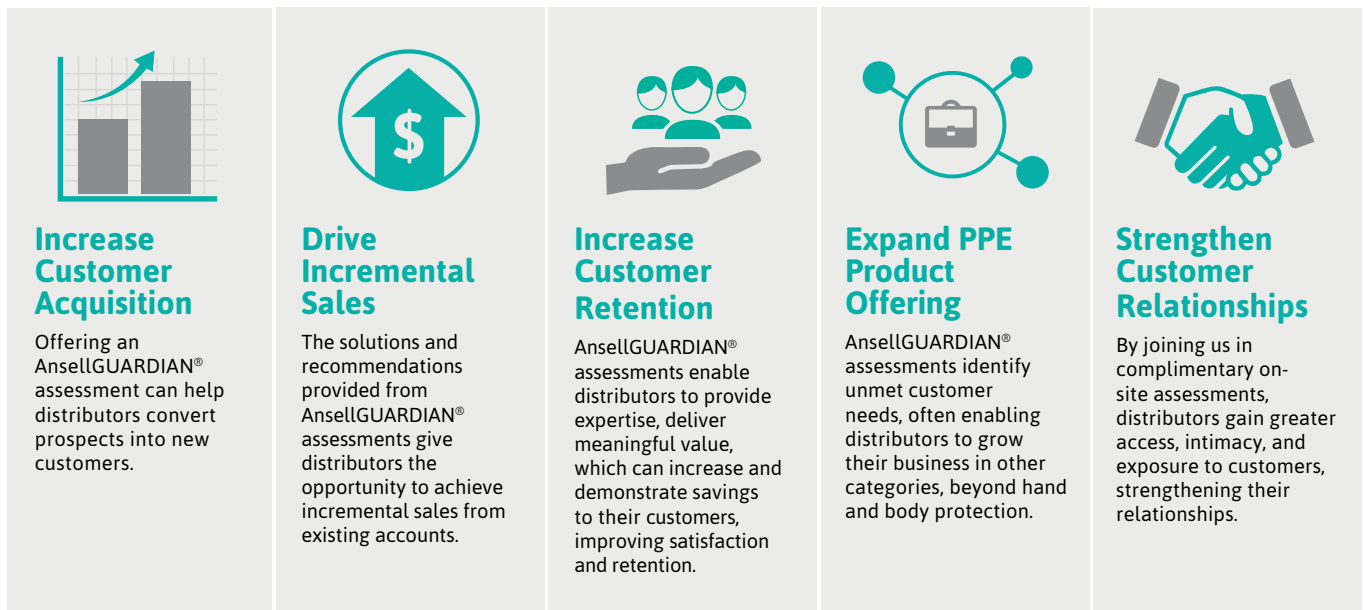 $
Increase
Customer
Acquisition
Offering an
AnsellGUARDIAN®
assessment can help
distributors convert
prospects into new
customers.
Drive
Incremental
Sales
The solutions and
recommendations
provided from
AnsellGUARDIAN®
assessments give
distributors the
opportunity to achieve
incremental sales from
existing accounts.
Increase
Customer
Retention
AnsellGUARDIAN®
assessments enable
distributors to provide
expertise, deliver
meaningful value,
which can increase and
demonstrate savings
to their customers,
improving satisfaction
and retention.
Expand PPE
Product
Offering
AnsellGUARDIAN®
assessments identify
unmet customer
needs, often enabling
distributors to grow
their business in other
categories, beyond hand
and body protection.
Strengthen
Customer
Relationships
By joining us in
complimentary on-
site assessments,
distributors gain greater
access, intimacy, and
exposure to customers,
strengthening their
relationships.